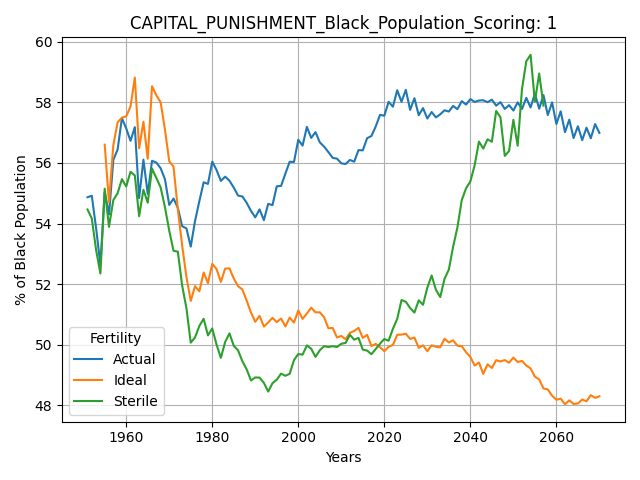 CAPITAL_PUNISHMENT_Black_Population_Scoring: 1
60
58
56
54
52
50
48
% of Black Population
Fertility
Actual
Ideal
Sterile
1960
1980
2000
2020
2040
2060
Years